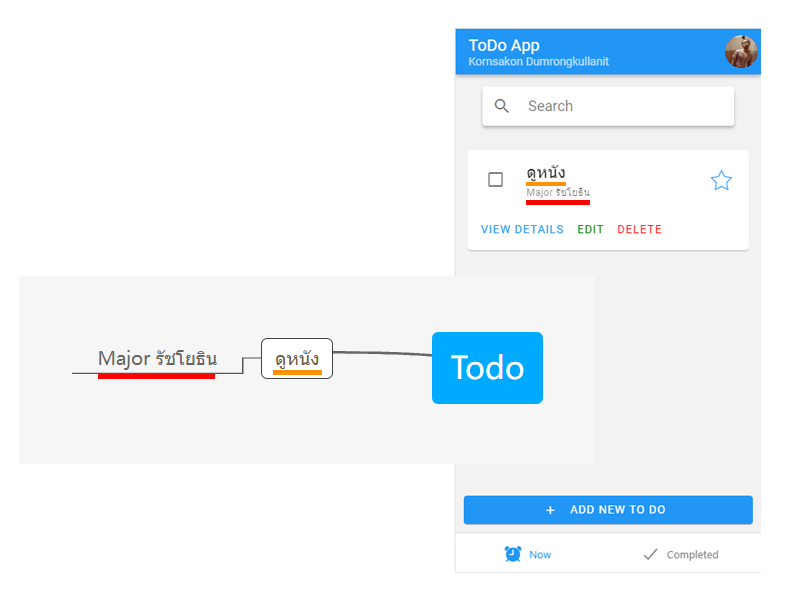 ToDo App
Kornsakon Dumrongkullanit
Search
ดูหนัง
Major รัชโยธิน
VIEW DETAILS EDIT DELETE
Major รัชโยธิน
ดูหนัง
Todo
+ ADD NEW TO DO
Now
Completed